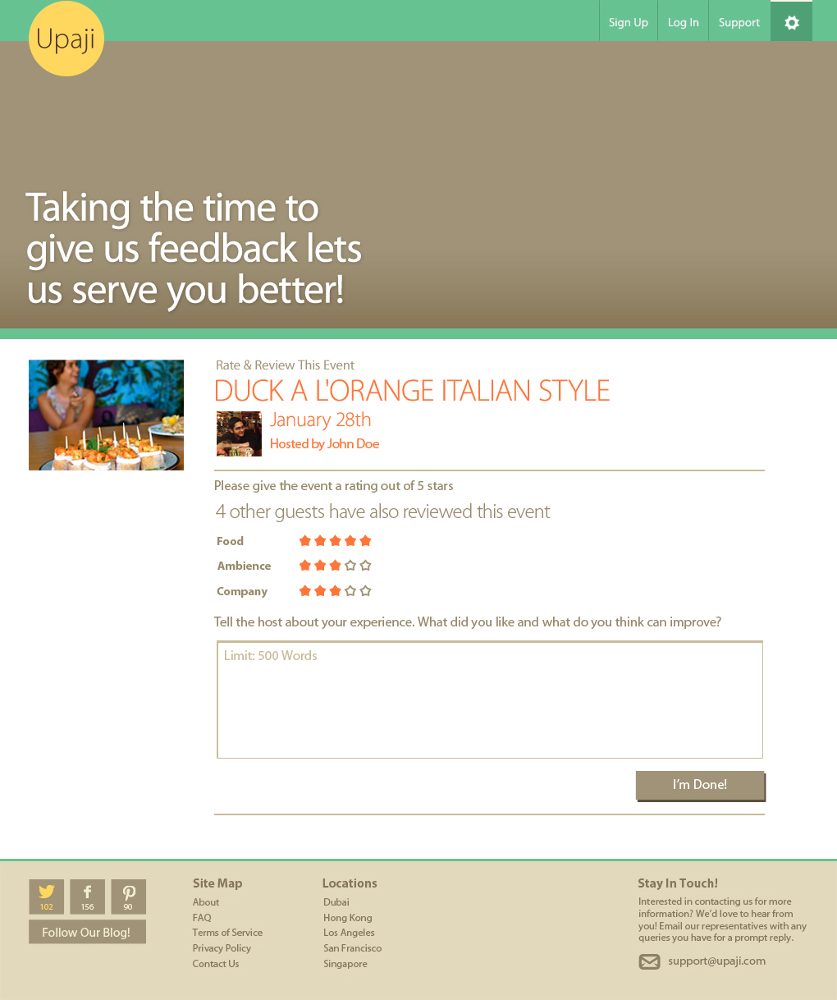 Upaji
Sign Up
Log In
Support
Taking the time to
give us feedback lets
us serve you better!
Rate & Review This Event
DUCK A L'ORANGE ITALIAN STYLE
January 28th
Hosted by John Doe
Please give the event a rating out of 5 stars
4 other guests have also reviewed this event
Food
Ambience
Company
Tell the host about your experience. What did you like and what do you think can improve?
Limit: 500 Words
I'm Done!
102
156
90
Follow Our Blog!
Site Map
About
FAQ
Terms of Service
Privacy Policy
Contact Us
Locations
Dubai
Hong Kong
Los Angeles
San Francisco
Singapore
Stay In Touch!
Interested in contacting us for more
information? We'd love to hear from
you! Email our representatives with any
queries you have for a prompt reply.
support@upaji.com